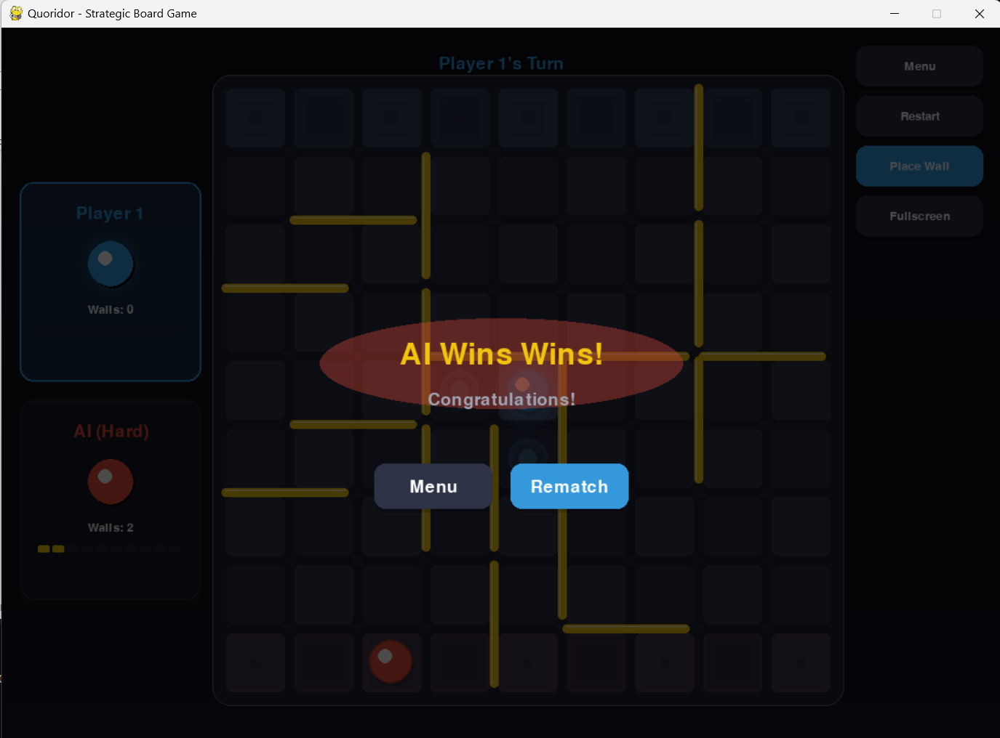 Quoridor - Strategic Board Game
Player 1's Turn
Menu
Restart
Place Wall
Fullscreen
Player 1
Walls: 0
AI (Hard)
Walls: 2
AI Wins Wins!
Congratulations!
Menu
Rematch